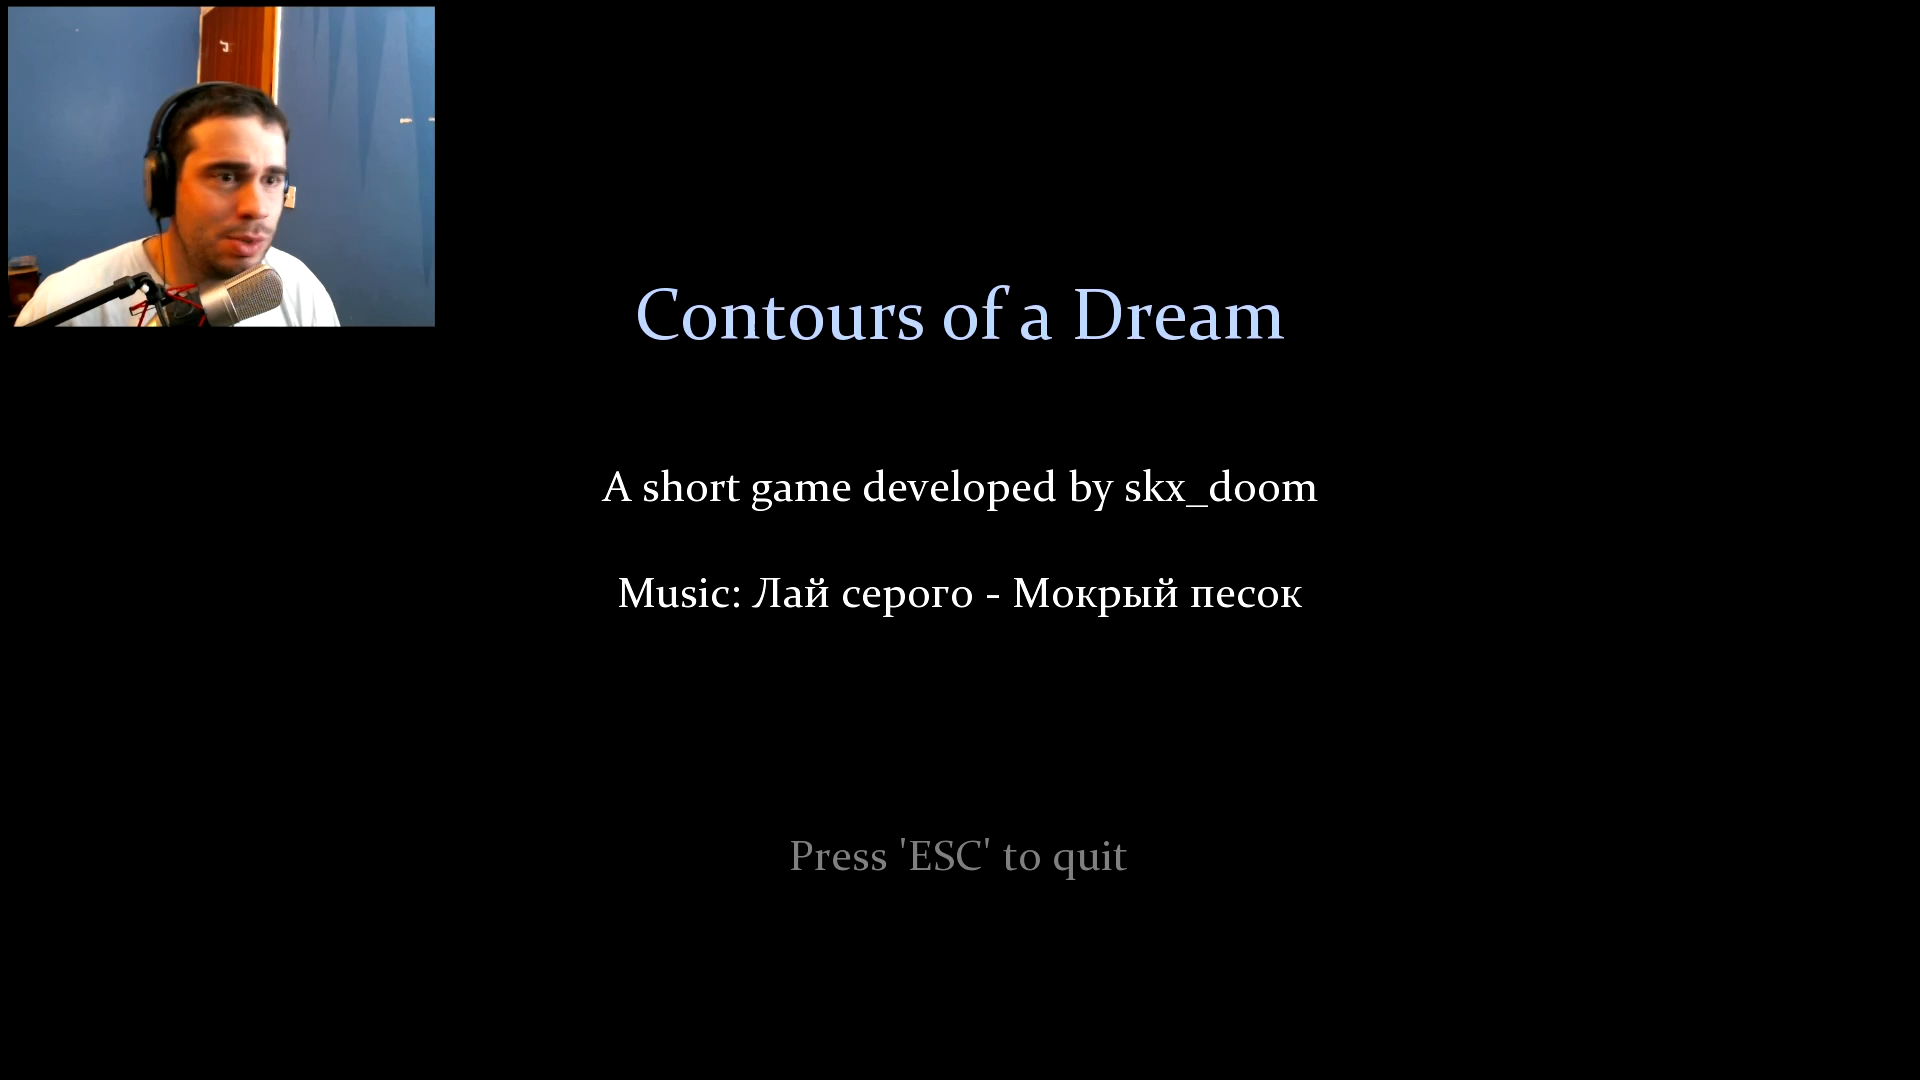 Contours of a Dream
A short game developed by skx_doom
Music: Лай серого - Мокрый песок
Press 'ESC' to quit